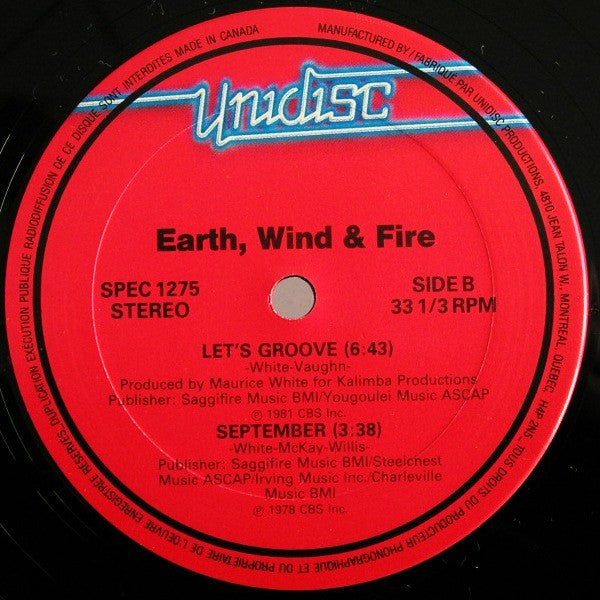 Unidisc
Earth, Wind & Fire
SPEC 1275
STEREO
SIDE B
33 1/3 RPM
LET'S GROOVE (6:43)
-White-Vaughn-
Produced by Maurice White for Kalimba Productions
Publisher: Saggifire Music BMI/Yougoulei Music ASCAP
℗ 1981 CBS Inc.
SEPTEMBER (3:38)
-White-McKay-Willis-
Publisher: Saggifire Music BMI/Steelchest
Music ASCAP/Irving Music Inc./Charleville
Music BMI
℗ 1978 CBS Inc.
MANUFACTURED BY/FABRIQUÉ PAR UNIDISC PRODUCTIONS, 4810 JEAN TALON W., MONTREAL, QUEBEC, H4P 2N5_TOUS DROITS DU PRODUCTEUR PHONOGRAPHIQUE ET DU PROPRIETAIRE DE L'OEUVRE ENREGISTREE RESERVES. DUPLICATION EXECUTION PUBLIQUE RADIODIFFUSION DE CE DISQUE SONT INTERDITES MADE IN CANADA